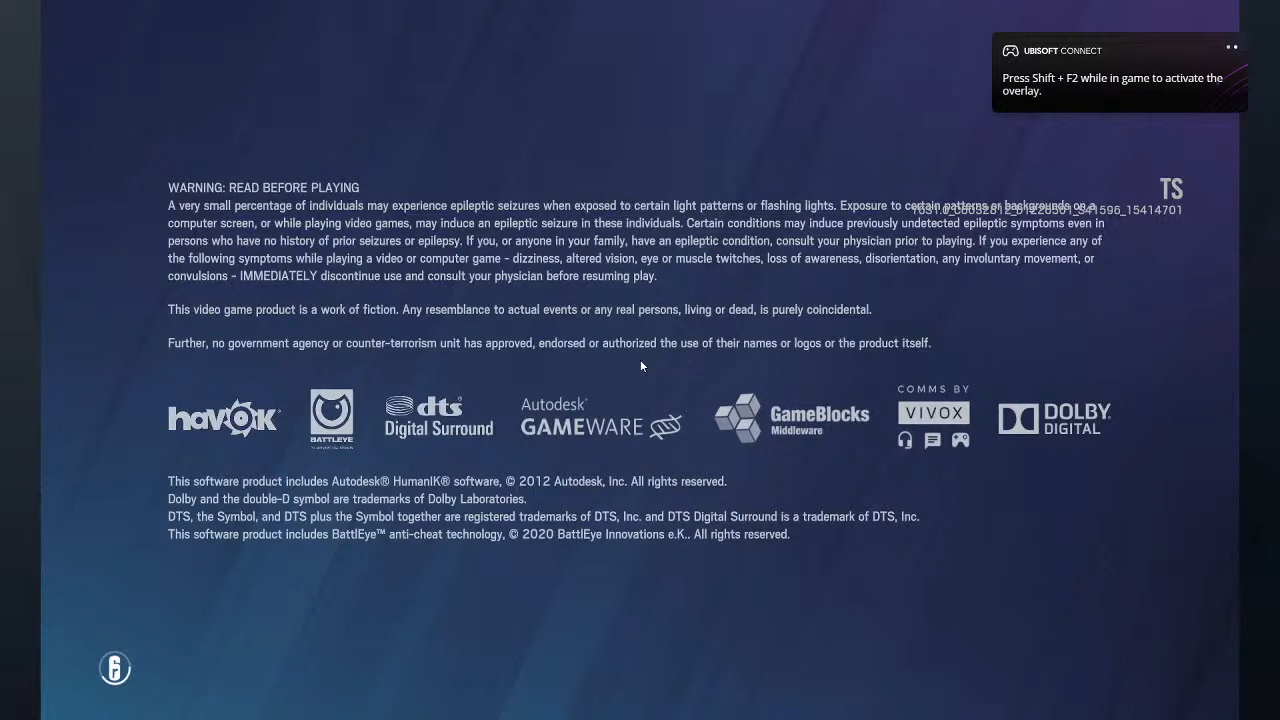 UBISOFT CONNECT
Press Shift + F2 while in game to activate the
overlay.
WARNING: READ BEFORE PLAYING
TS
A very small percentage of individuals may experience epileptic seizures when exposed to certain light patterns or flashing lights. Exposure to certain patterns or backgrounds on a
computer screen, or while playing video games, may induce an epileptic seizure in these individuals. Certain conditions may induce previously undetected epileptic symptoms even in
persons who have no history of prior seizures or epilepsy. If you, or anyone in your family, have an epileptic condition, consult your physician prior to playing. If you experience any of
the following symptoms while playing a video or computer game - dizziness, altered vision, eye or muscle twitches, loss of awareness, disorientation, any involuntary movement, or
convulsions - IMMEDIATELY discontinue use and consult your physician before resuming play.
This video game product is a work of fiction. Any resemblance to actual events or any real persons, living or dead, is purely coincidental.
Further, no government agency or counter-terrorism unit has approved, endorsed or authorized the use of their names or logos or the product itself.
havok
BATTLEYE
dts
Digital Surround
Autodesk®
GAMEWARE
GameBlocks
Middleware
COMMS BY
VIVOX
DOLBY
DIGITAL
This software product includes Autodesk® HumanIK® software, © 2012 Autodesk, Inc. All rights reserved.
Dolby and the double-D symbol are trademarks of Dolby Laboratories.
DTS, the Symbol, and DTS plus the Symbol together are registered trademarks of DTS, Inc. and DTS Digital Surround is a trademark of DTS, Inc.
This software product includes BattlEye™ anti-cheat technology, © 2020 BattlEye Innovations e.K.. All rights reserved.
6